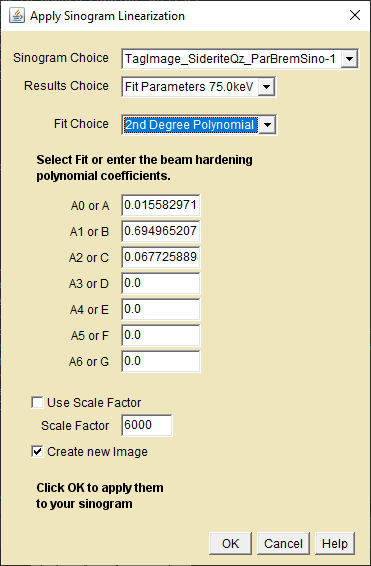 Apply Sinogram Linearization
Sinogram Choice TagImage_SideriteQz_ParBremSino-1
Results Choice Fit Parameters 75.0keV
Fit Choice 2nd Degree Polynomial
Select Fit or enter the beam hardening
polynomial coefficients.
A0 or A 0.015582971
A1 or B 0.694965207
A2 or C 0.067725889
A3 or D 0.0
A4 or E 0.0
A5 or F 0.0
A6 or G 0.0
Use Scale Factor
Scale Factor 6000
Create new Image
Click OK to apply them
to your sinogram
OK Cancel Help